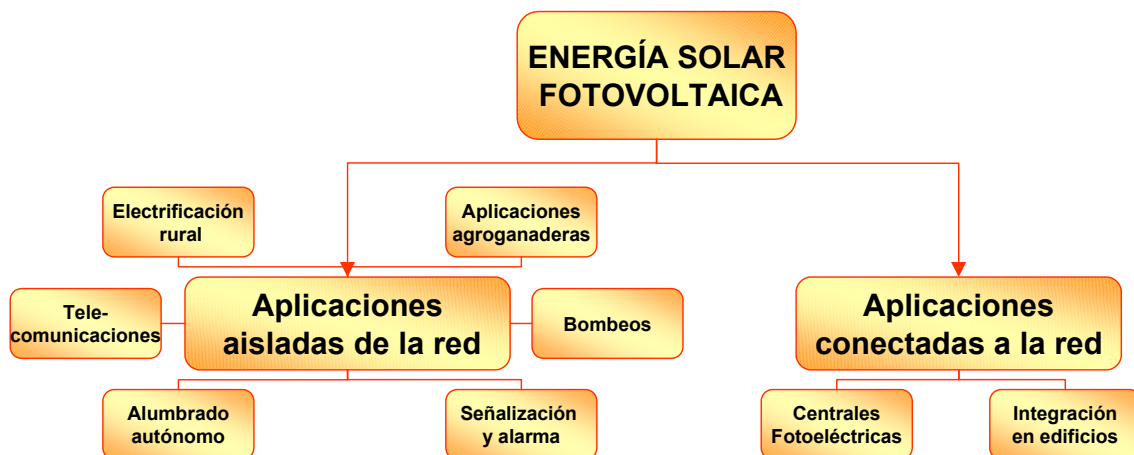 ENERGÍA SOLAR
FOTOVOLTAICA
Electrificación
rural
Aplicaciones
agroganaderas
Tele-
comunicaciones
Aplicaciones
aisladas de la red
Bombeos
Aplicaciones
conectadas a la red
Alumbrado
autónomo
Señalización
y alarma
Centrales
Fotoeléctricas
Integración
en edificios